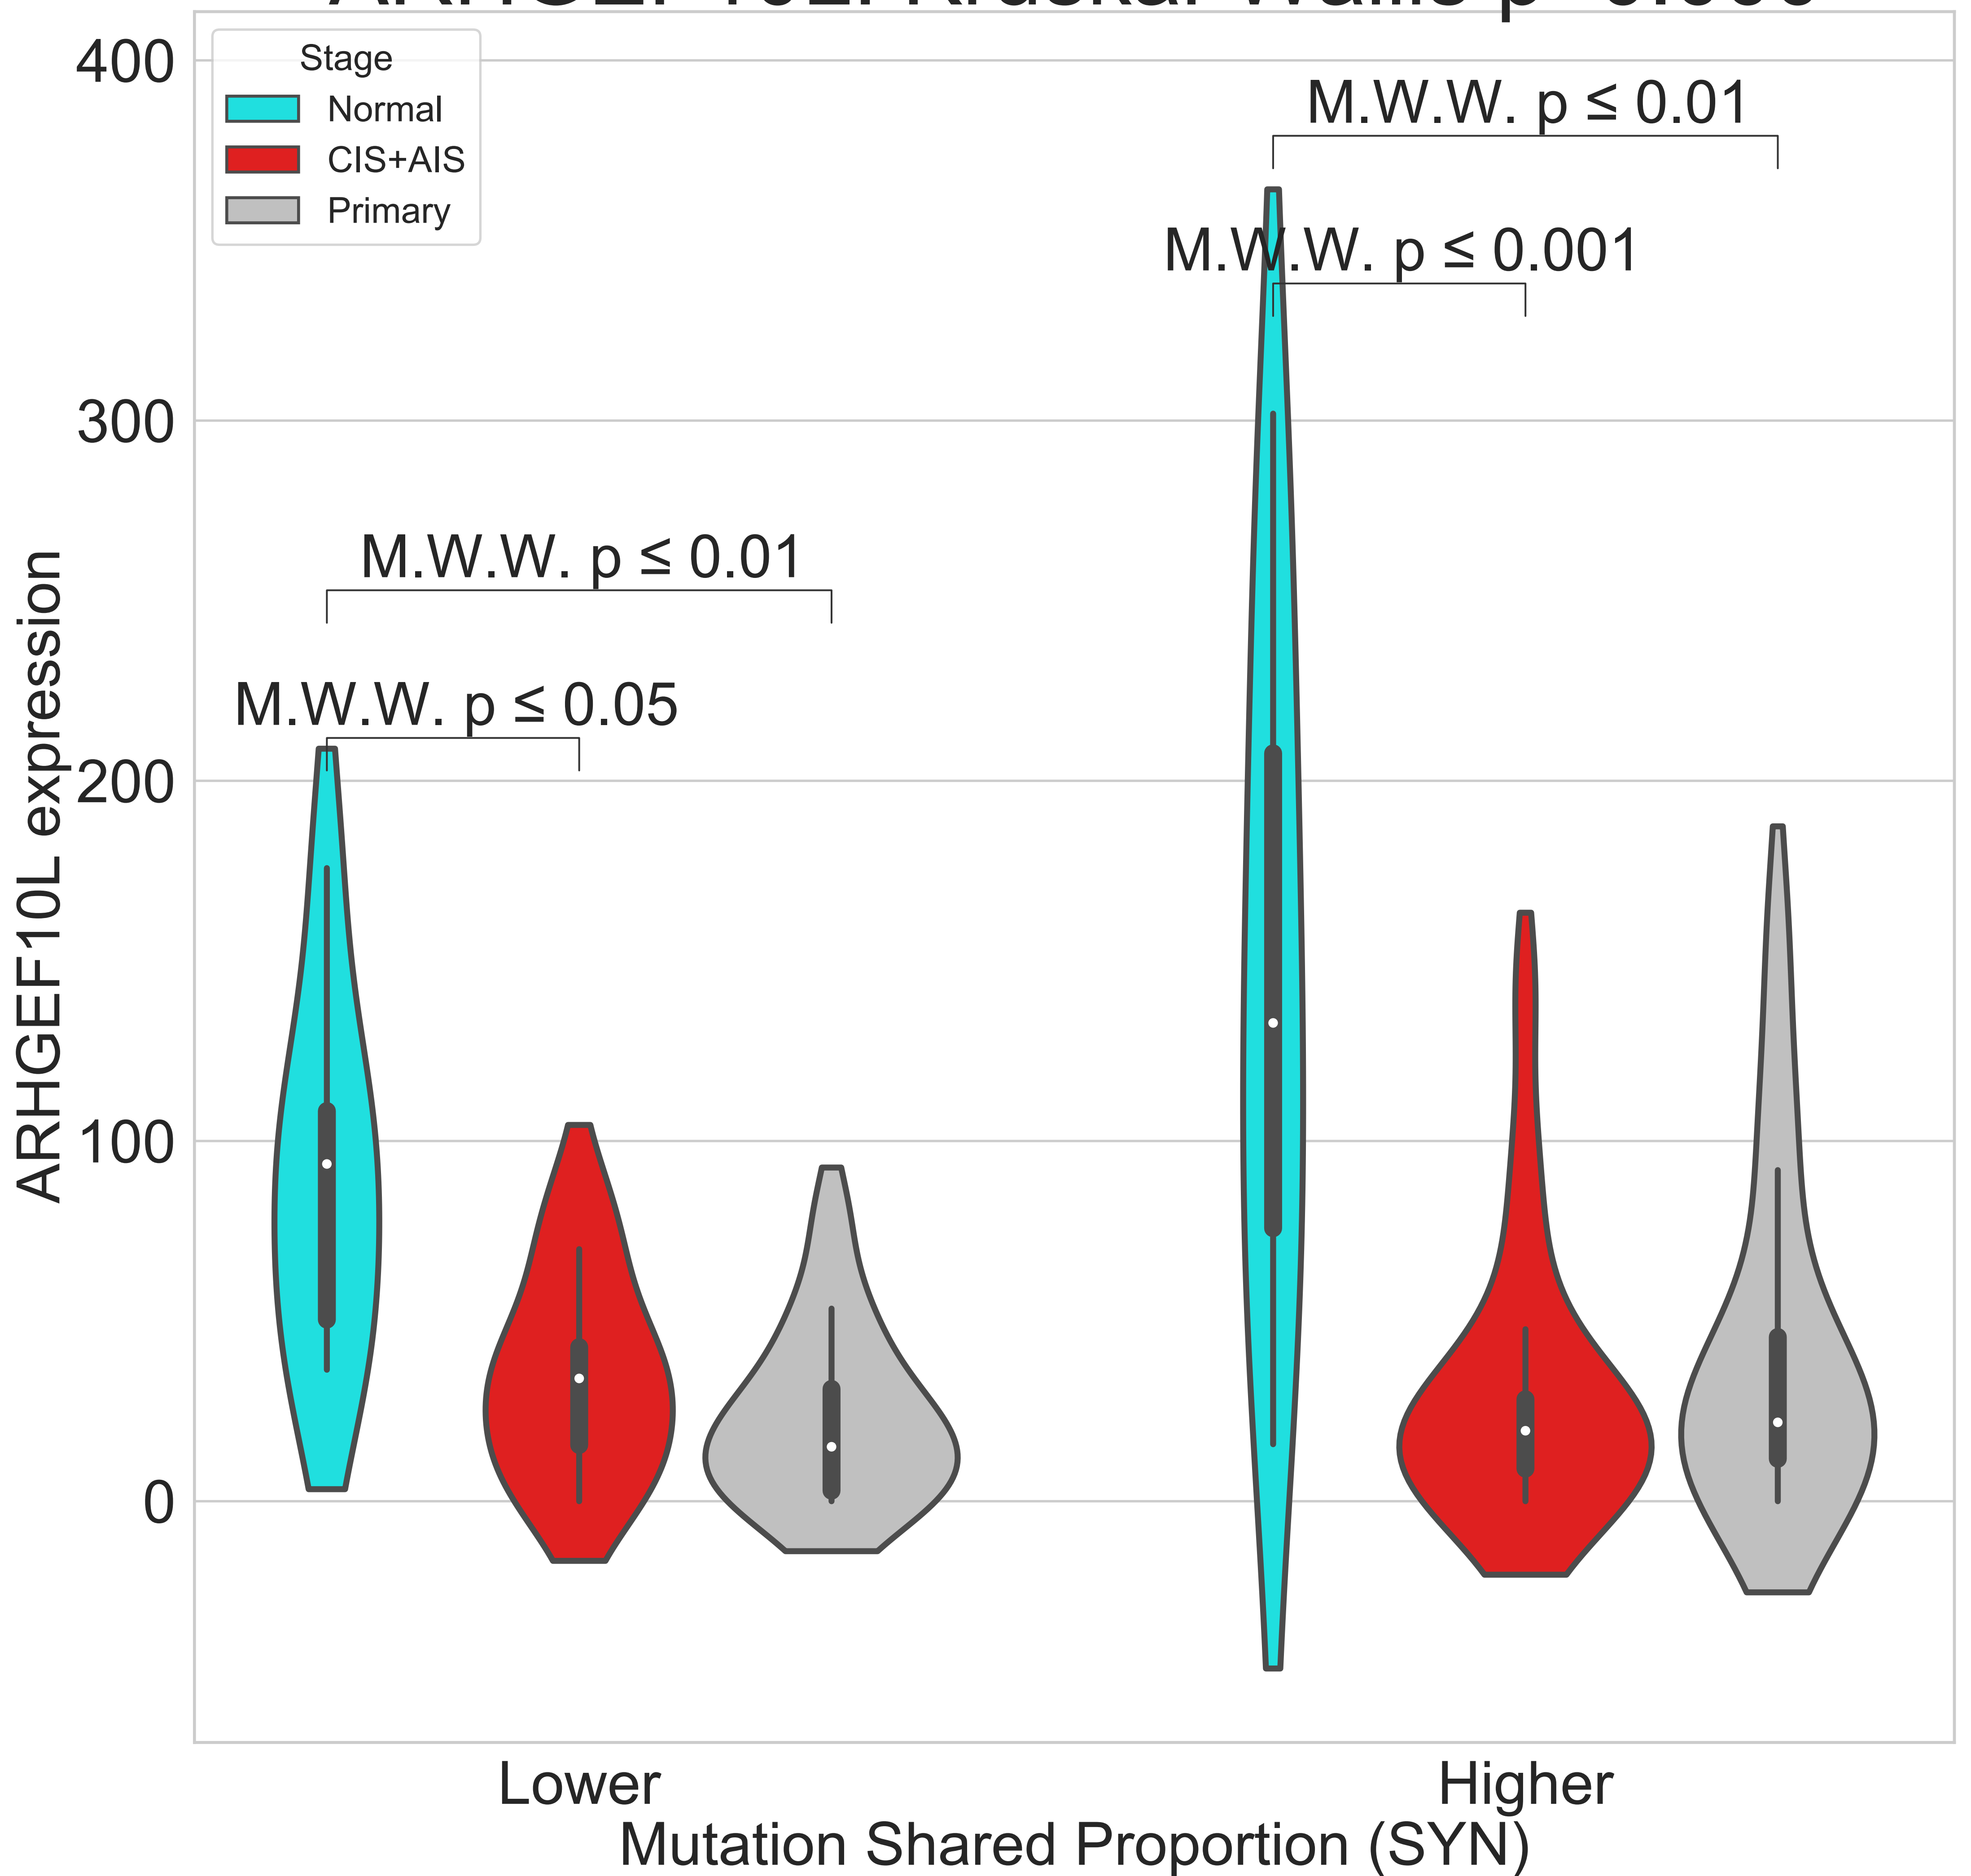 400
300
200
100
0
ARHGEF10L expression
Stage
Normal
CIS+AIS
Primary
M.W.W. p ≤ 0.01
M.W.W. p ≤ 0.001
M.W.W. p ≤ 0.01
M.W.W. p ≤ 0.05
Lower
Higher
Mutation Shared Proportion (SYN)